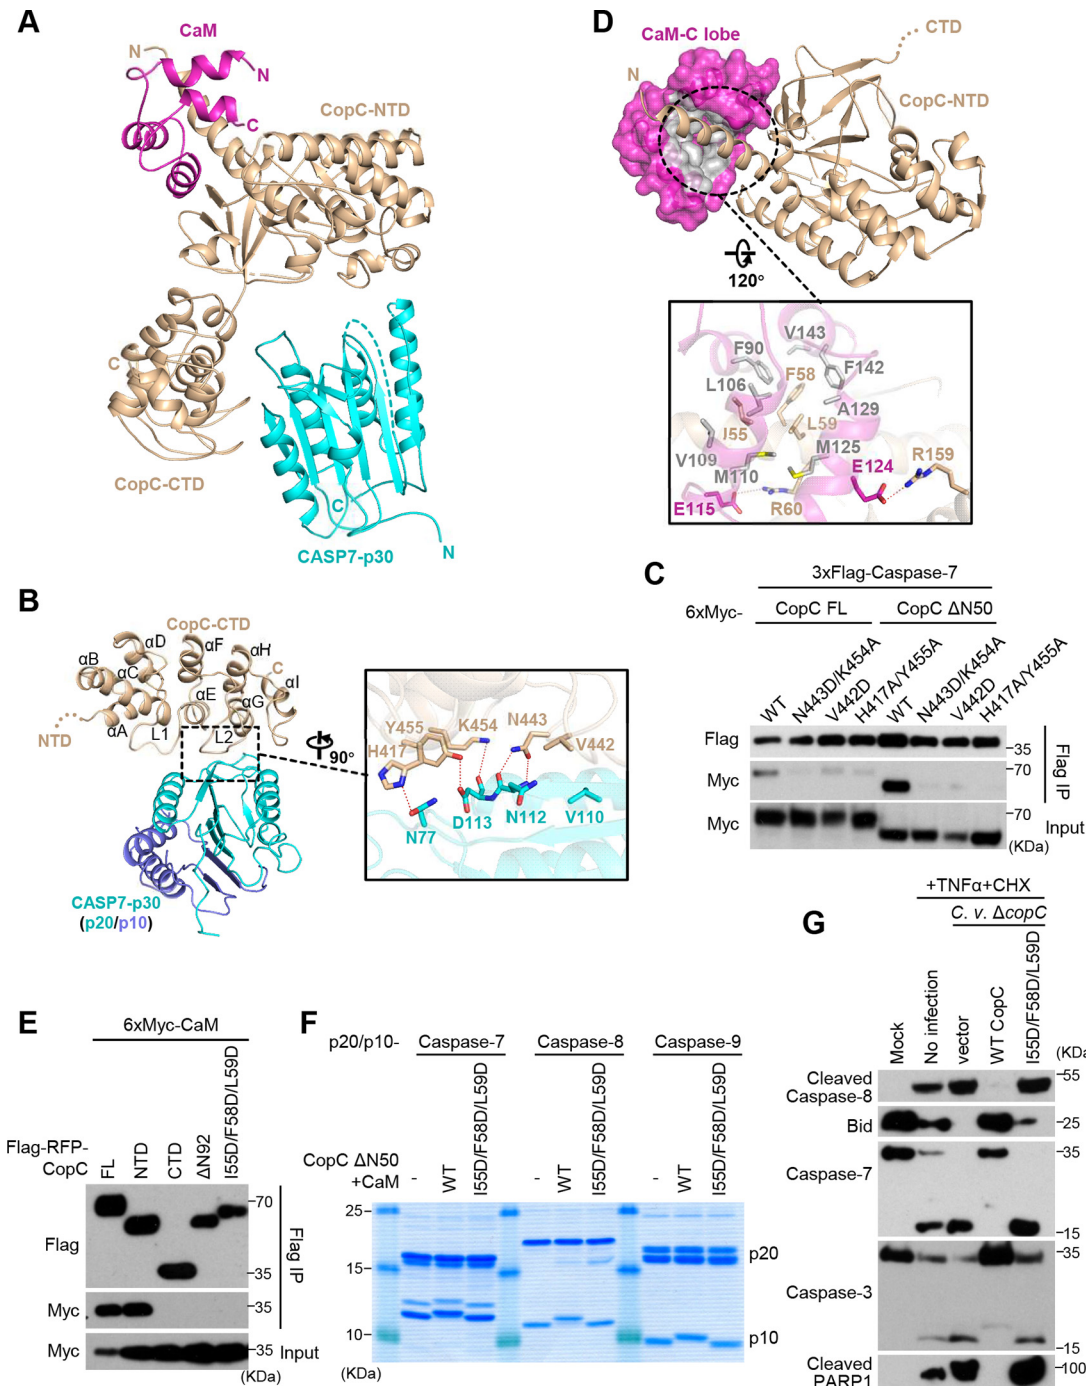 A
CaM
N
N
C
CopC-NTD
C
CopC-CTD
C
CASP7-p30
N
D
CaM-C lobe
CTD
N
CopC-NTD
120°
V143
F90
F142
F58
L106
A129
I55
L59
V109
M125
M110
E124
R159
E115
R60
B
CopC-CTD
αD
αF
αH
αB
αC
C
αI
αE
αG
NTD
αA
L1
L2
90°
CASP7-p30
(p20/p10)
Y455
K454
N443
H417
V442
N77
D113
N112
V110
C
3xFlag-Caspase-7
6xMyc-
CopC FL
CopC ΔN50
WT
N443D/K454A
V442D
H417A/Y455A
WT
N443D/K454A
V442D
H417A/Y455A
Flag
35
Myc
70
Flag IP
Myc
70
Input
(KDa)
E
6xMyc-CaM
Flag-RFP-
CopC
FL
NTD
CTD
ΔN92
I55D/F58D/L59D
Flag
70
35
Flag IP
Myc
35
Myc
35
Input
(KDa)
F
p20/p10-
Caspase-7
Caspase-8
Caspase-9
CopC ΔN50
+CaM
-
WT
I55D/F58D/L59D
-
WT
I55D/F58D/L59D
-
WT
I55D/F58D/L59D
25
15
10
(KDa)
p20
p10
G
+TNFα+CHX
C. v. ΔcopC
Mock
No infection
vector
WT CopC
I55D/F58D/L59D
(KDa
Cleaved
Caspase-8
55
Bid
25
Caspase-7
35
15
Caspase-3
35
15
Cleaved
PARP1
100